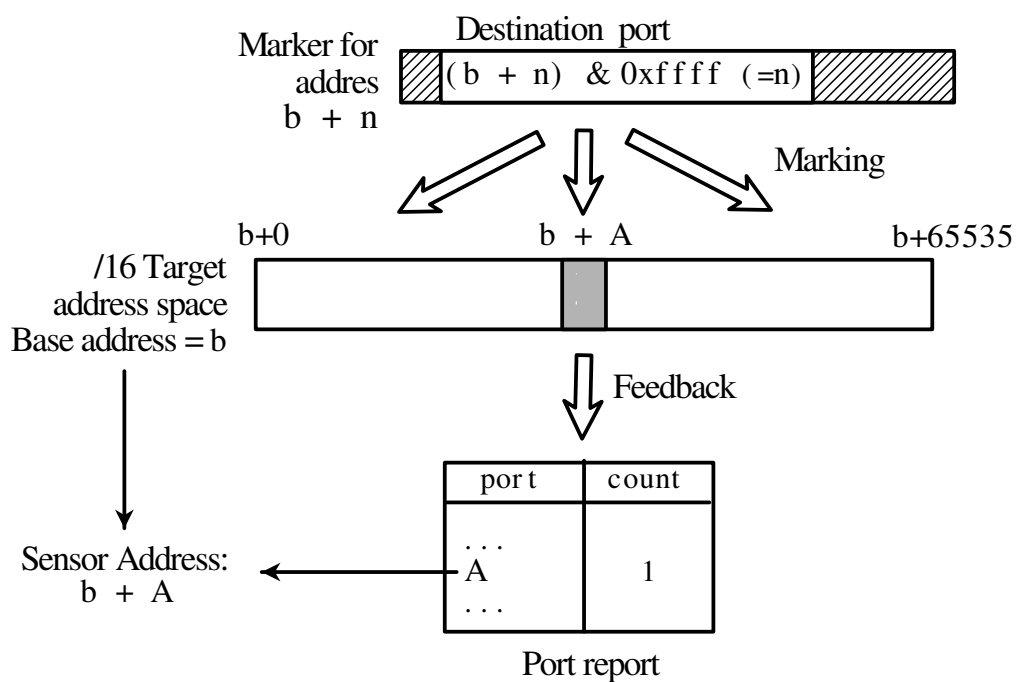 Destination port
Marker for
addres
b + n
(b + n) & 0xffff (=n)
Marking
b+0
b + A
b+65535
/16 Target
address space
Base address = b
Feedback
port count
...
A 1
...
Sensor Address:
b + A
Port report